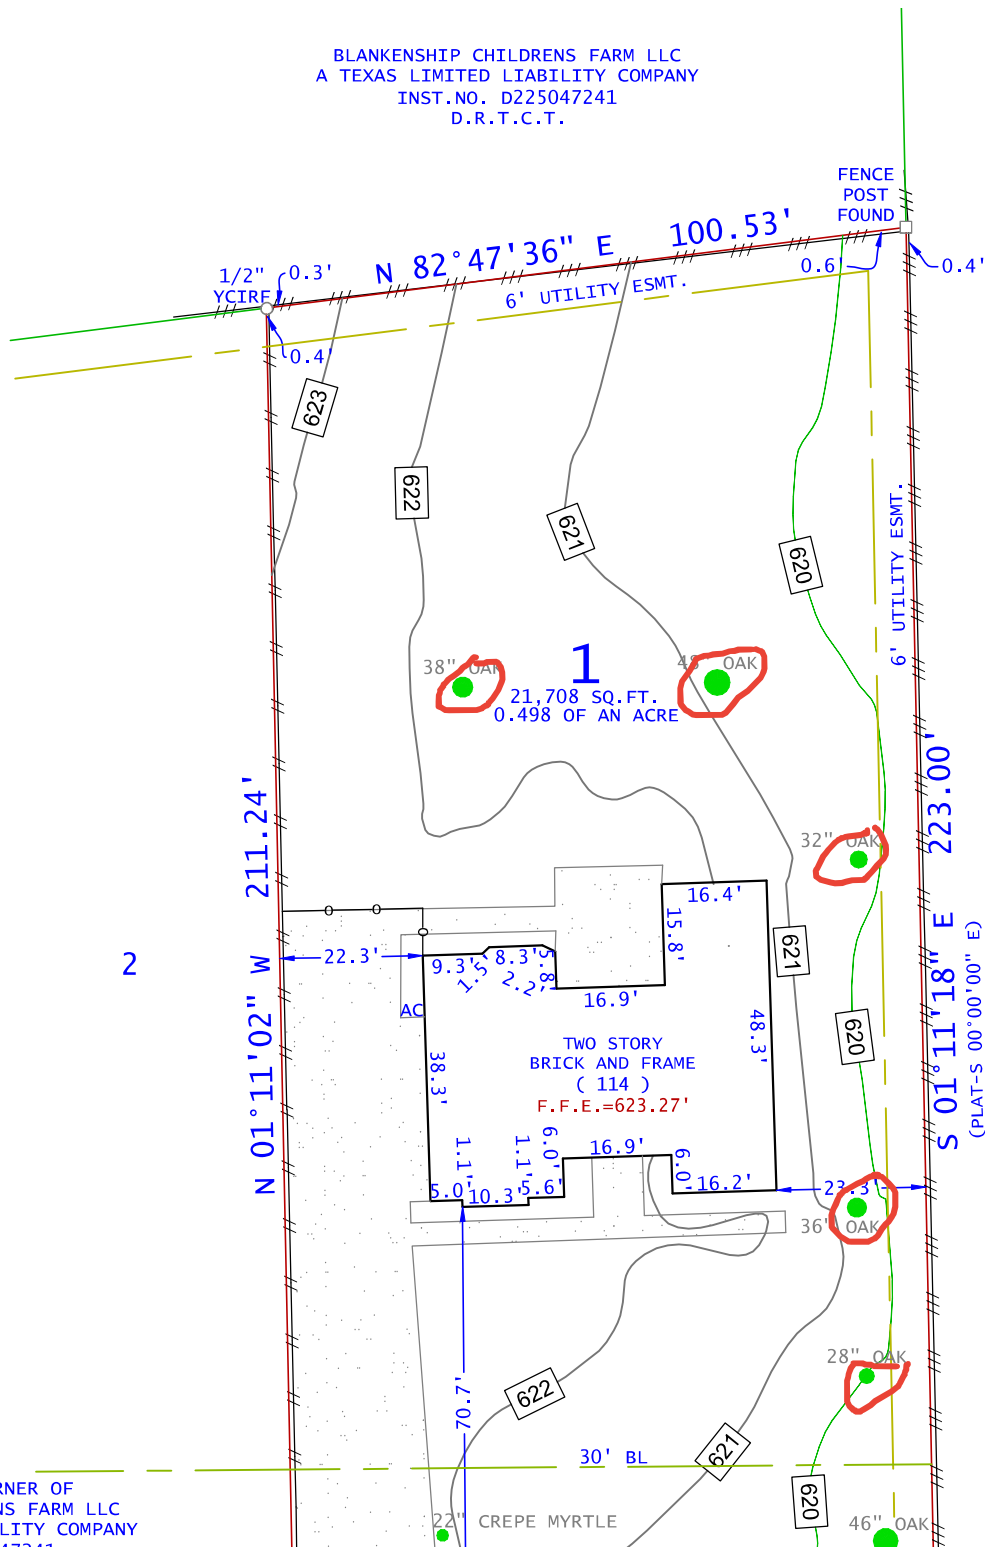 BLANKENSHIP CHILDRENS FARM LLC
A TEXAS LIMITED LIABILITY COMPANY
INST.NO. D225047241
D.R.T.C.T.
FENCE
POST
FOUND
N 82°47'36" E 100.53'
1/2"
YCIRF
0.3'
0.6'
0.4'
6' UTILITY ESMT.
0.4'
623
622
621
620
6' UTILITY ESMT.
38" OAK
48" OAK
1
21,708 SQ.FT.
0.498 OF AN ACRE
N 01°11'02" W 211.24'
S 01°11'18" E 223.00'
(PLAT-S 00°00'00" E)
32" OAK
16.4'
15.8'
2
22.3'
9.3'
1.5'
8.3'
2.2'
5.8'
16.9'
621
AC
TWO STORY
BRICK AND FRAME
( 114 )
F.F.E.=623.27'
48.3'
38.3'
620
1.1'
1.1'
6.0'
16.9'
6.0'
5.0'
10.3'
5.6'
16.2'
23.3'
36" OAK
28" OAK
622
70.7'
621
30' BL
620
RNER OF
NS FARM LLC
LITY COMPANY
22" CREPE MYRTLE
46" OAK